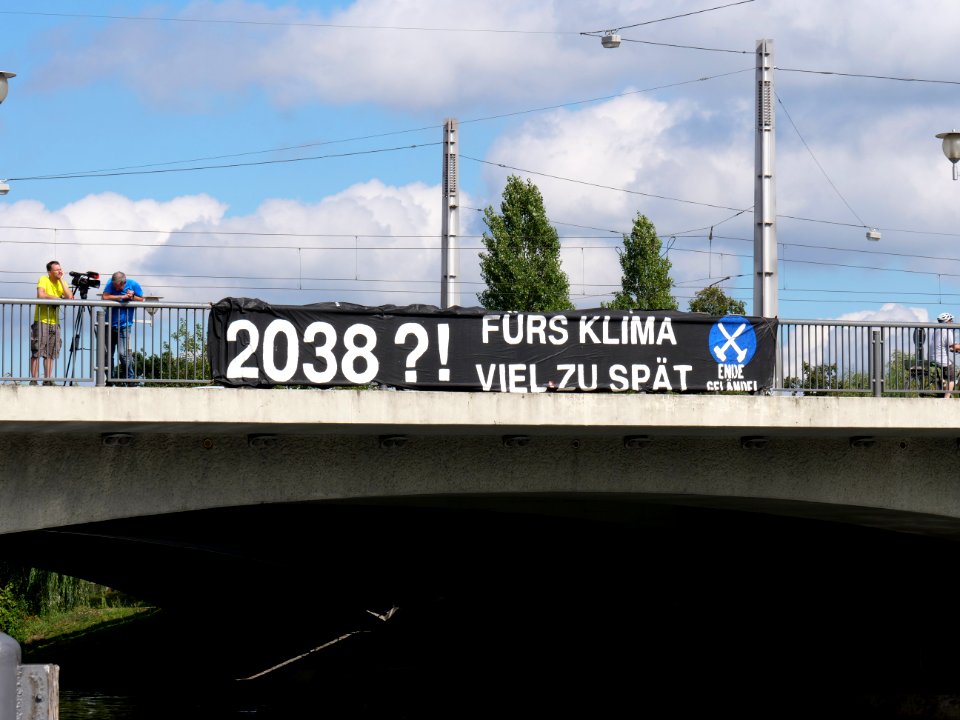 2038?!
FÜRS KLIMA
VIEL ZU SPÄT
ENDE
GELÄNDE!